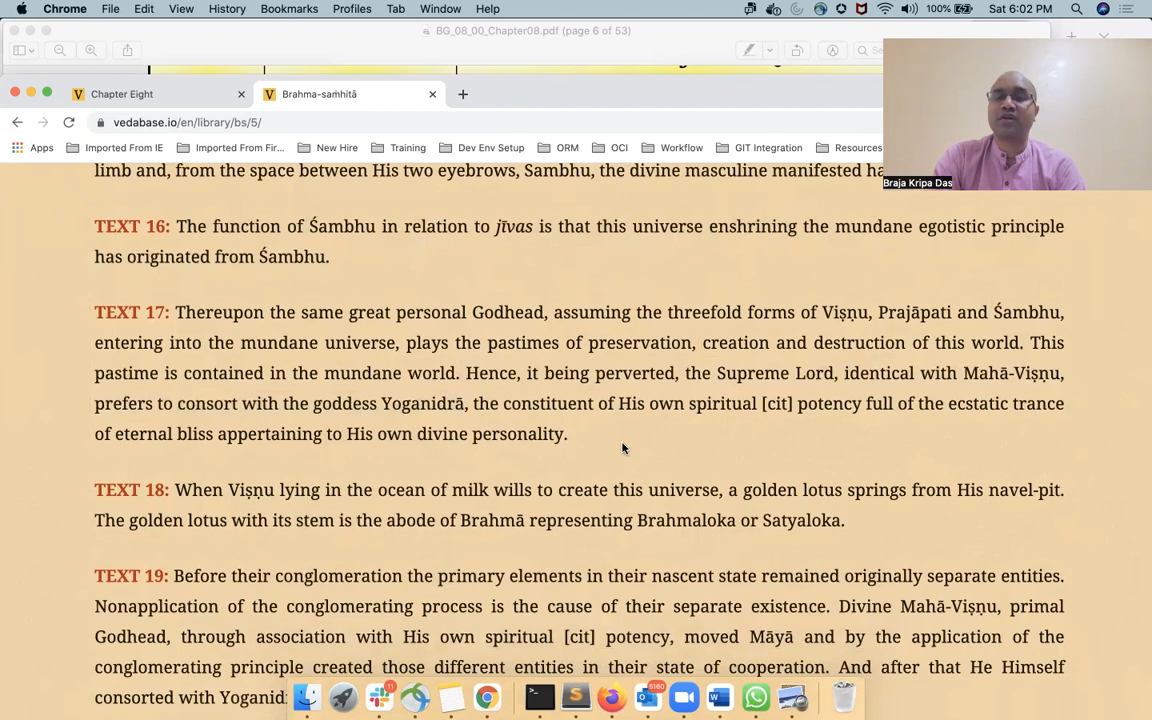 Chrome File Edit View History Bookmarks Profiles Tab Window Help 100% Sat 6:02 PM
BG_08_00_Chapter08.pdf (page 6 of 53)
Chapter Eight Brahma-saṁhitā
vedabase.io/en/library/bs/5/
Apps Imported From IE Imported From Fir... New Hire Training Dev Env Setup ORM OCI Workflow GIT Integration Resources
Braja Kripa Das
limb and, from the space between His two eyebrows, Śambhu, the divine masculine manifested
TEXT 16: The function of Śambhu in relation to jīvas is that this universe enshrining the mundane egotistic principle
has originated from Śambhu.
TEXT 17: Thereupon the same great personal Godhead, assuming the threefold forms of Viṣṇu, Prajāpati and Śambhu,
entering into the mundane universe, plays the pastimes of preservation, creation and destruction of this world. This
pastime is contained in the mundane world. Hence, it being perverted, the Supreme Lord, identical with Mahā-Viṣṇu,
prefers to consort with the goddess Yoganidrā, the constituent of His own spiritual [cit] potency full of the ecstatic trance
of eternal bliss appertaining to His own divine personality.
TEXT 18: When Viṣṇu lying in the ocean of milk wills to create this universe, a golden lotus springs from His navel-pit.
The golden lotus with its stem is the abode of Brahmā representing Brahmaloka or Satyaloka.
TEXT 19: Before their conglomeration the primary elements in their nascent state remained originally separate entities.
Nonapplication of the conglomerating process is the cause of their separate existence. Divine Mahā-Viṣṇu, primal
Godhead, through association with His own spiritual [cit] potency, moved Māyā and by the application of the
conglomerating principle created those different entities in their state of cooperation. And after that He Himself
consorted with